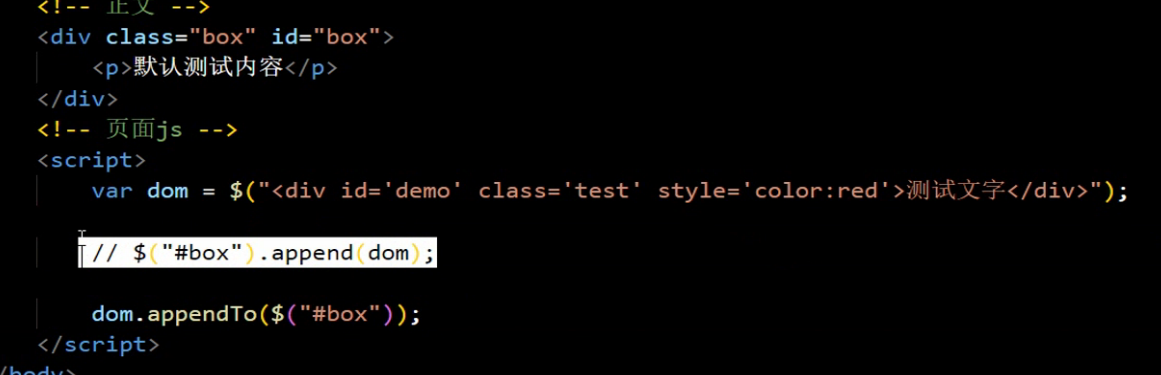 <!-- 正文 -->
<div class="box" id="box">
<p>默认测试内容</p>
</div>
<!-- 页面js -->
<script>
var dom = $("<div id='demo' class='test' style='color:red'>测试文字</div>");
// $("#box").append(dom);
dom.appendTo($("#box"));
</script>
</body>